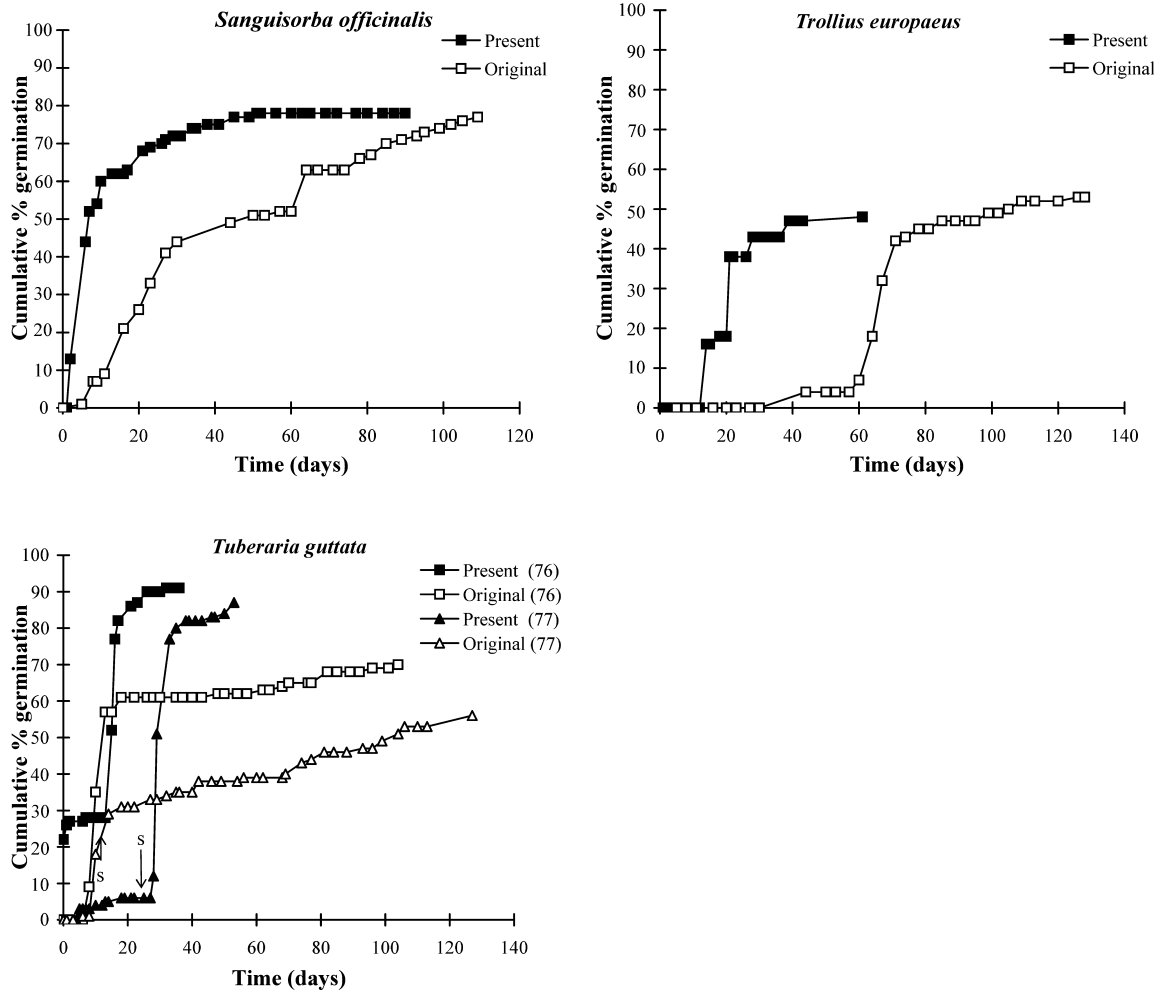 Sanguisorba officinalis
Present
Original
Cumulative % germination
100
90
80
70
60
50
40
30
20
10
0
0 20 40 60 80 100 120
Time (days)
Trollius europaeus
Present
Original
Cumulative % germination
100
90
80
70
60
50
40
30
20
10
0
0 20 40 60 80 100 120 140
Time (days)
Tuberaria guttata
Present (76)
Original (76)
Present (77)
Original (77)
Cumulative % germination
100
90
80
70
60
50
40
30
20
10
0
s
s
0 20 40 60 80 100 120 140
Time (days)